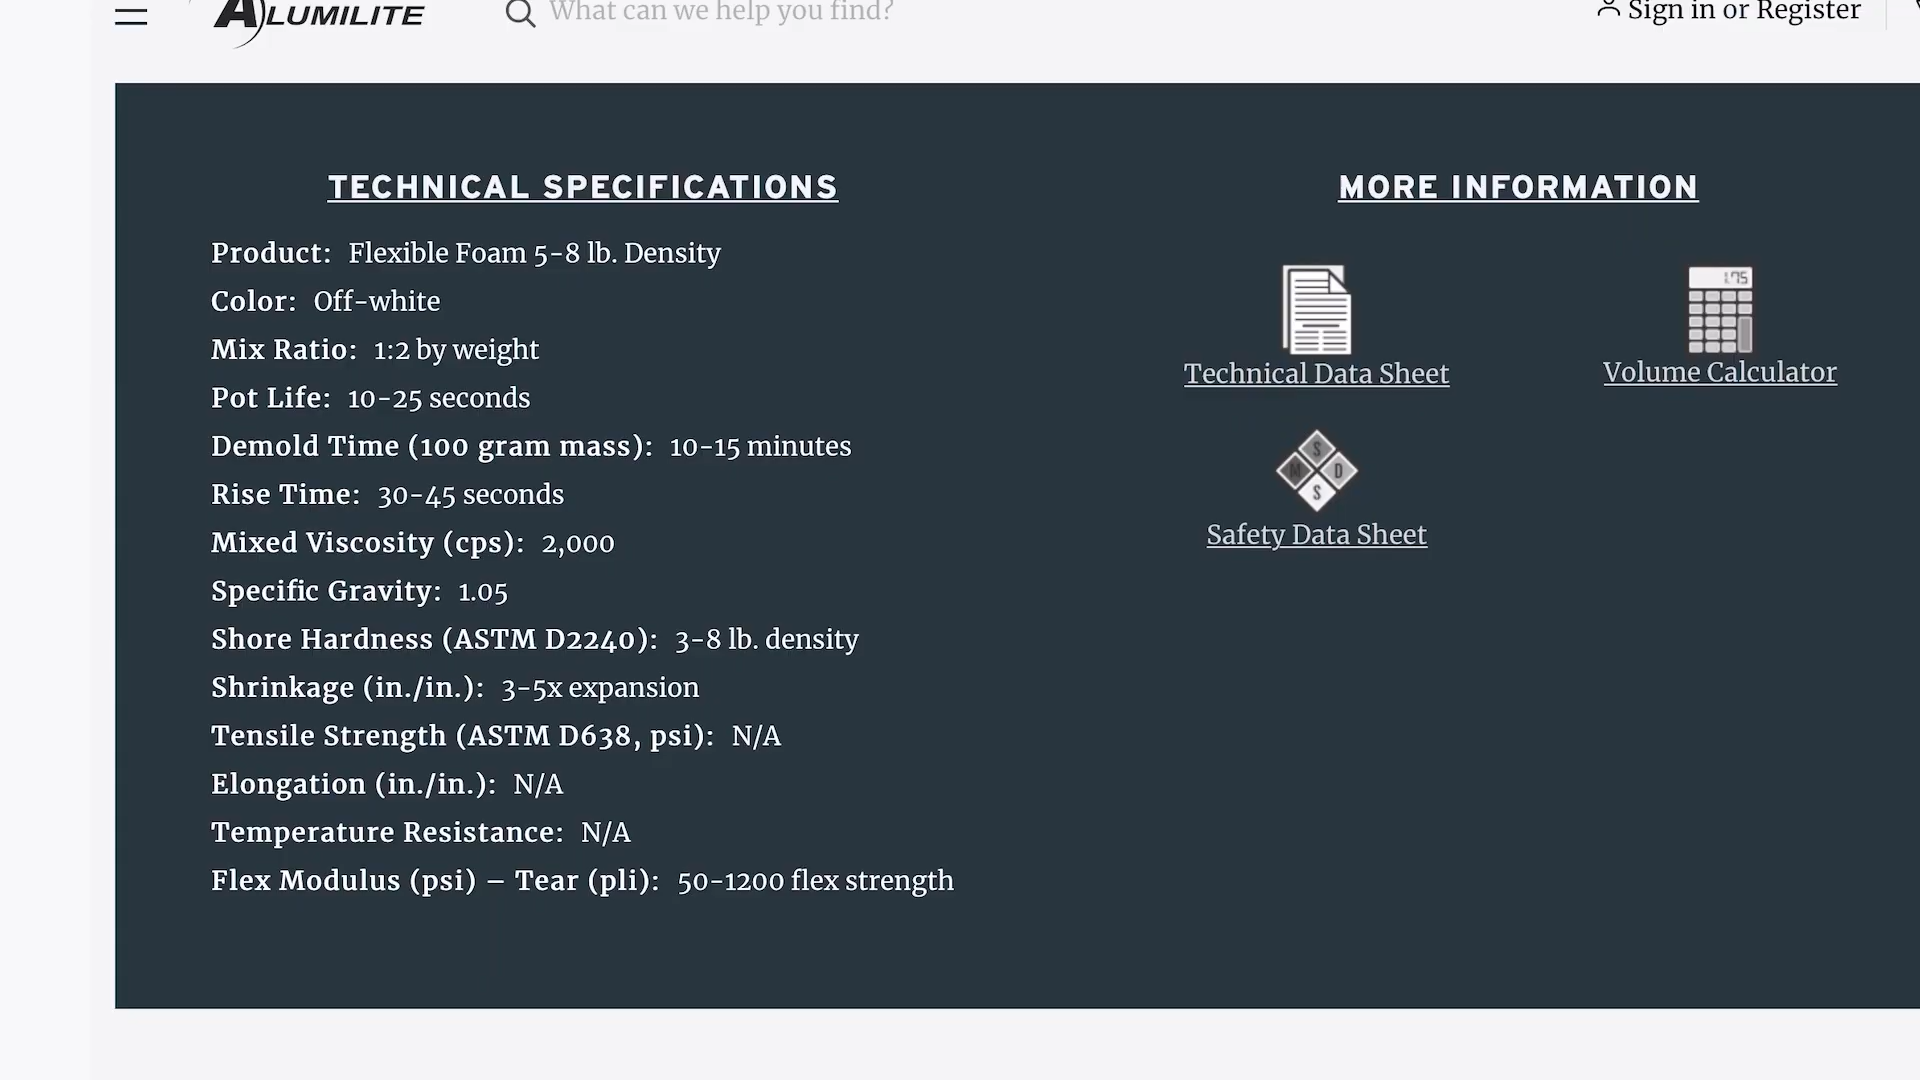 ALUMILITE
What can we help you find?
Sign in or Register
TECHNICAL SPECIFICATIONS
Product: Flexible Foam 5-8 lb. Density
Color: Off-white
Mix Ratio: 1:2 by weight
Pot Life: 10-25 seconds
Demold Time (100 gram mass): 10-15 minutes
Rise Time: 30-45 seconds
Mixed Viscosity (cps): 2,000
Specific Gravity: 1.05
Shore Hardness (ASTM D2240): 3-8 lb. density
Shrinkage (in./in.): 3-5x expansion
Tensile Strength (ASTM D638, psi): N/A
Elongation (in./in.): N/A
Temperature Resistance: N/A
Flex Modulus (psi) – Tear (pli): 50-1200 flex strength
MORE INFORMATION
1.75
Technical Data Sheet
Volume Calculator
S
M D
S
Safety Data Sheet